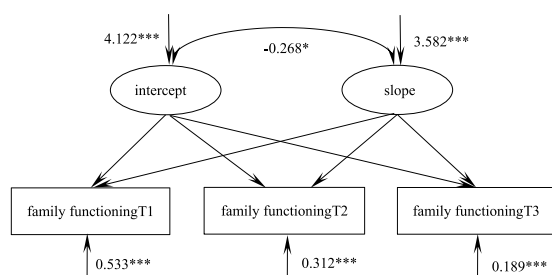 4.122***
-0.268*
3.582***
intercept
slope
family functioningT1
family functioningT2
family functioningT3
0.533***
0.312***
0.189***